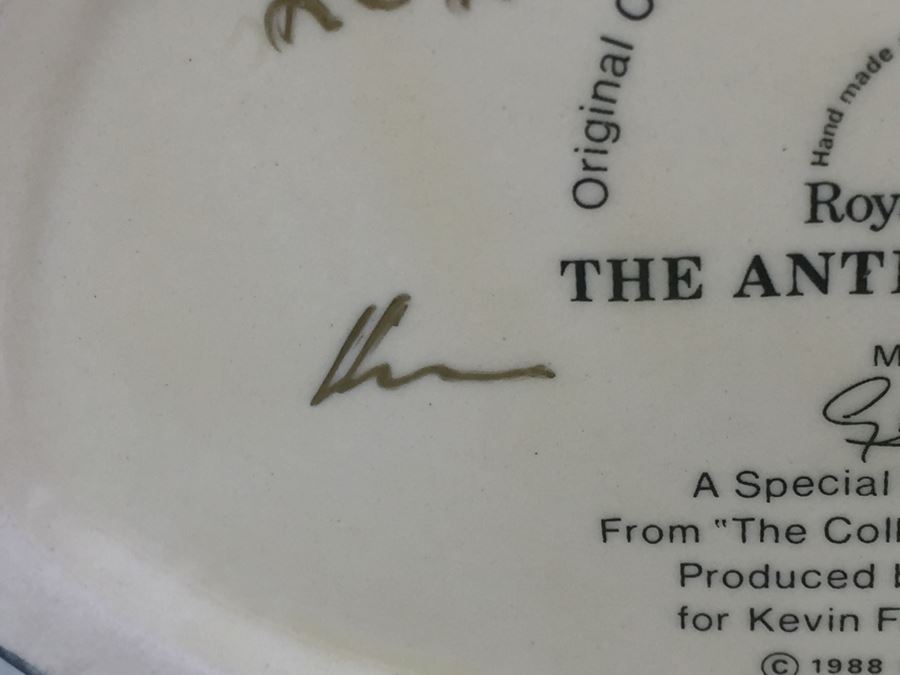 Original
Hand made
Roy
THE ANT
M
A Special
From "The Coll
Produced b
for Kevin F
© 1988